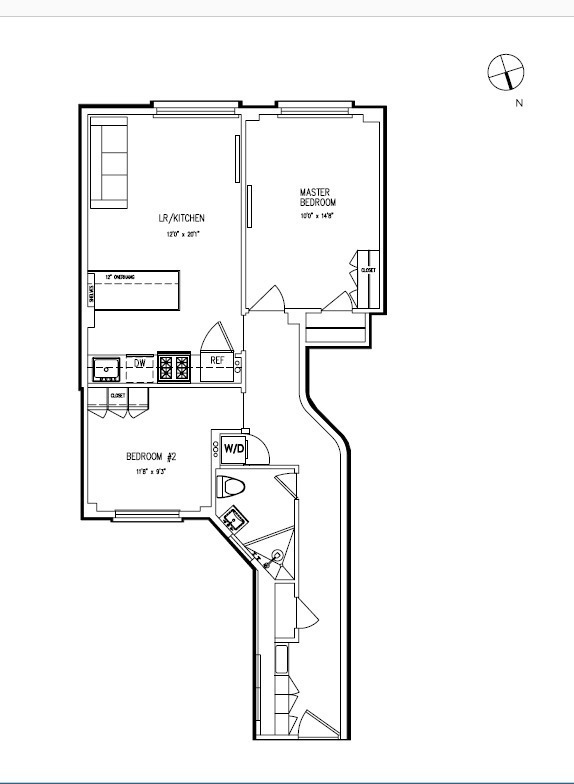 N
MASTER
BEDROOM
10'0" x 14'8"
LR/KITCHEN
12'0" x 20'1"
CLOSET
12" OVERHANG
SHELVES
DW
REF
CLOSET
W/D
BEDROOM #2
11'8" x 9'3"